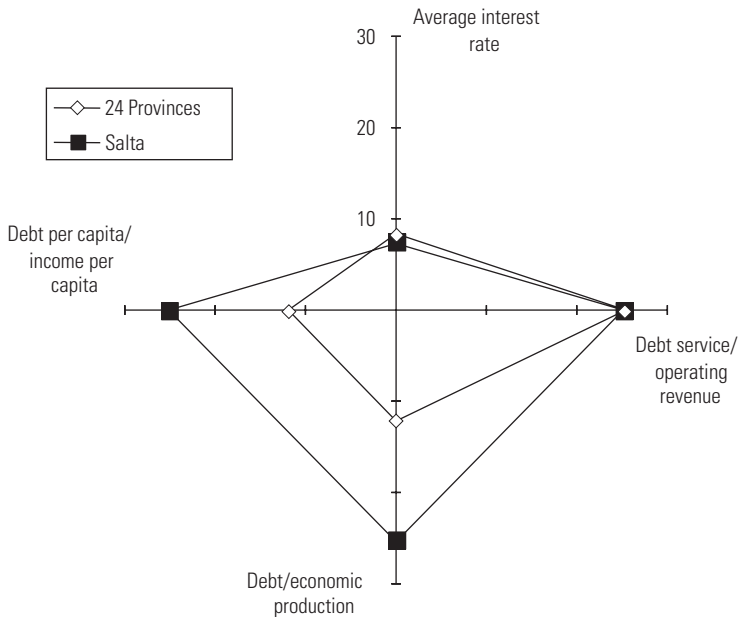 Average interest
rate
30
24 Provinces
Salta
20
10
Debt per capita/
income per
capita
Debt service/
operating
revenue
Debt/economic
production